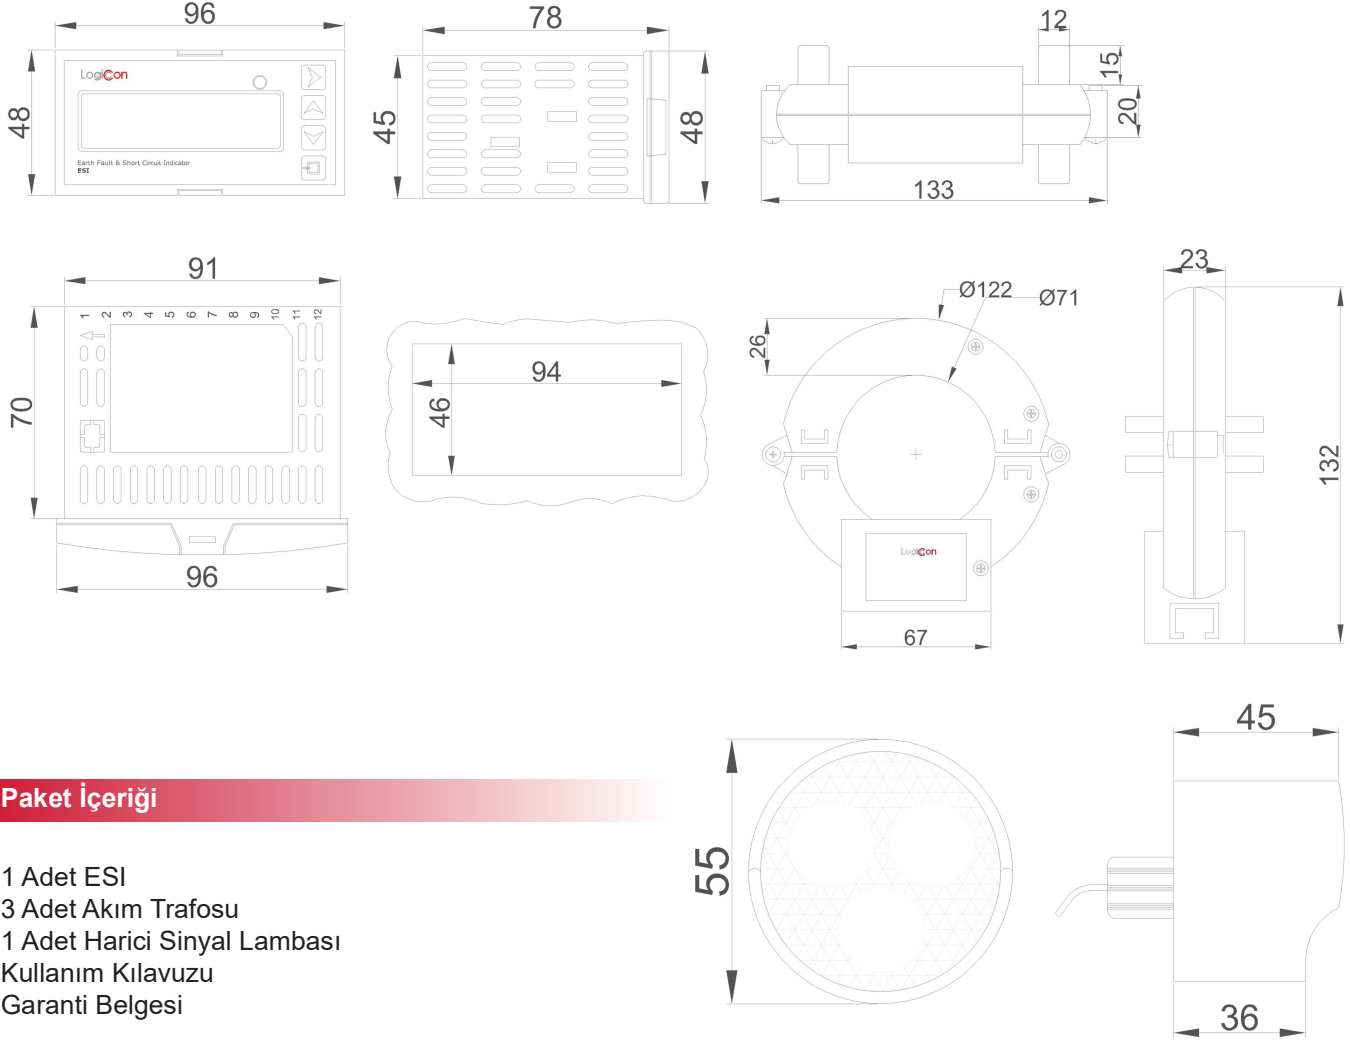 96
48
LogiCon
Earth Fault & Short Circuit Indicator
ESI
78
45
48
12
15
20
133
91
1 2 3 4 5 6 7 8 9 10 11 12
70
96
94
46
Ø122
Ø71
26
LogiCon
67
23
132
Paket İçeriği
1 Adet ESI
3 Adet Akım Trafosu
1 Adet Harici Sinyal Lambası
Kullanım Kılavuzu
Garanti Belgesi
55
45
36